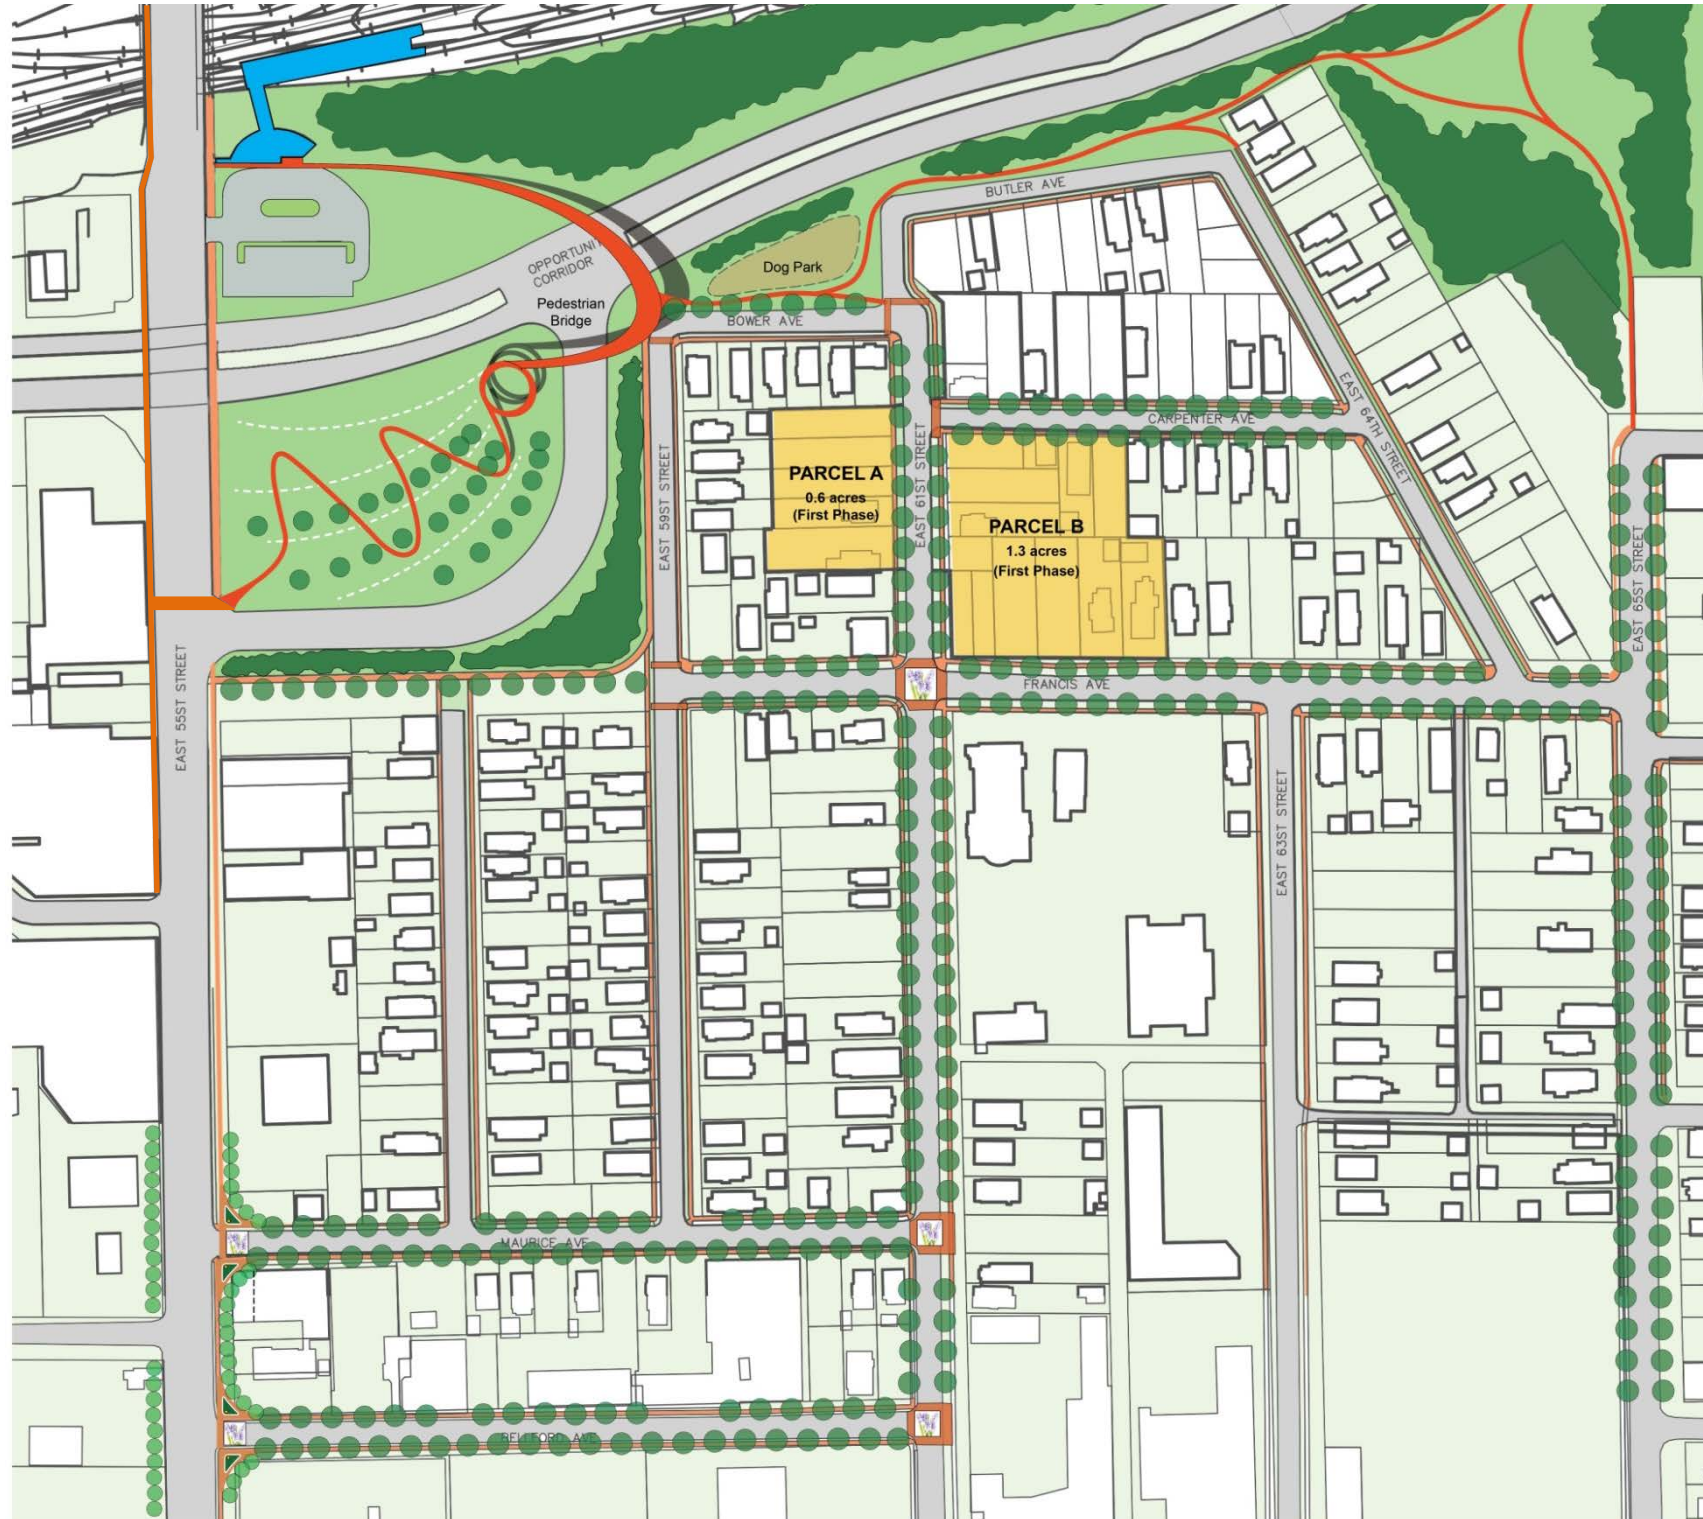 BUTLER AVE
OPPORTUNI
CORRIDOR
Dog Park
Pedestrian
Bridge
BOWER AVE
EAST 64TH STREET
CARPENTER AVE
EAST 59ST STREET
PARCEL A
0.6 acres
(First Phase)
EAST 61ST STREET
PARCEL B
1.3 acres
(First Phase)
EAST 65ST STREET
EAST 55ST STREET
FRANCIS AVE
EAST 63ST STREET
MAURICE AVE
BELLFORD AVE